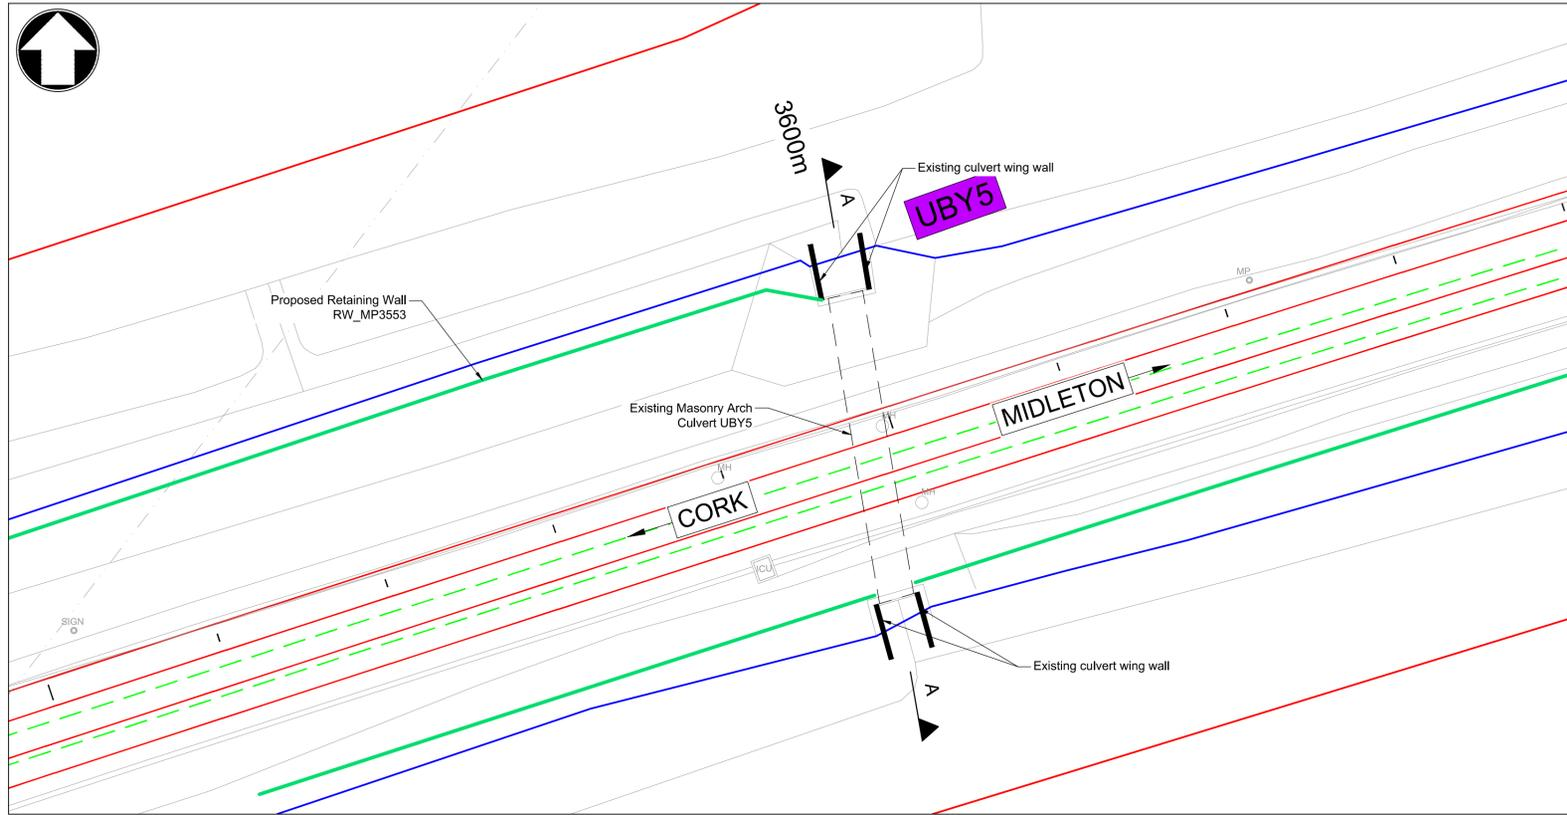 3600m
Existing culvert wing wall
A
UBY5
MP
Proposed Retaining Wall
RW_MP3553
MIDLETON
Existing Masonry Arch
Culvert UBY5
MH
MH
CORK
MH
ICU
SIGN
Existing culvert wing wall
A